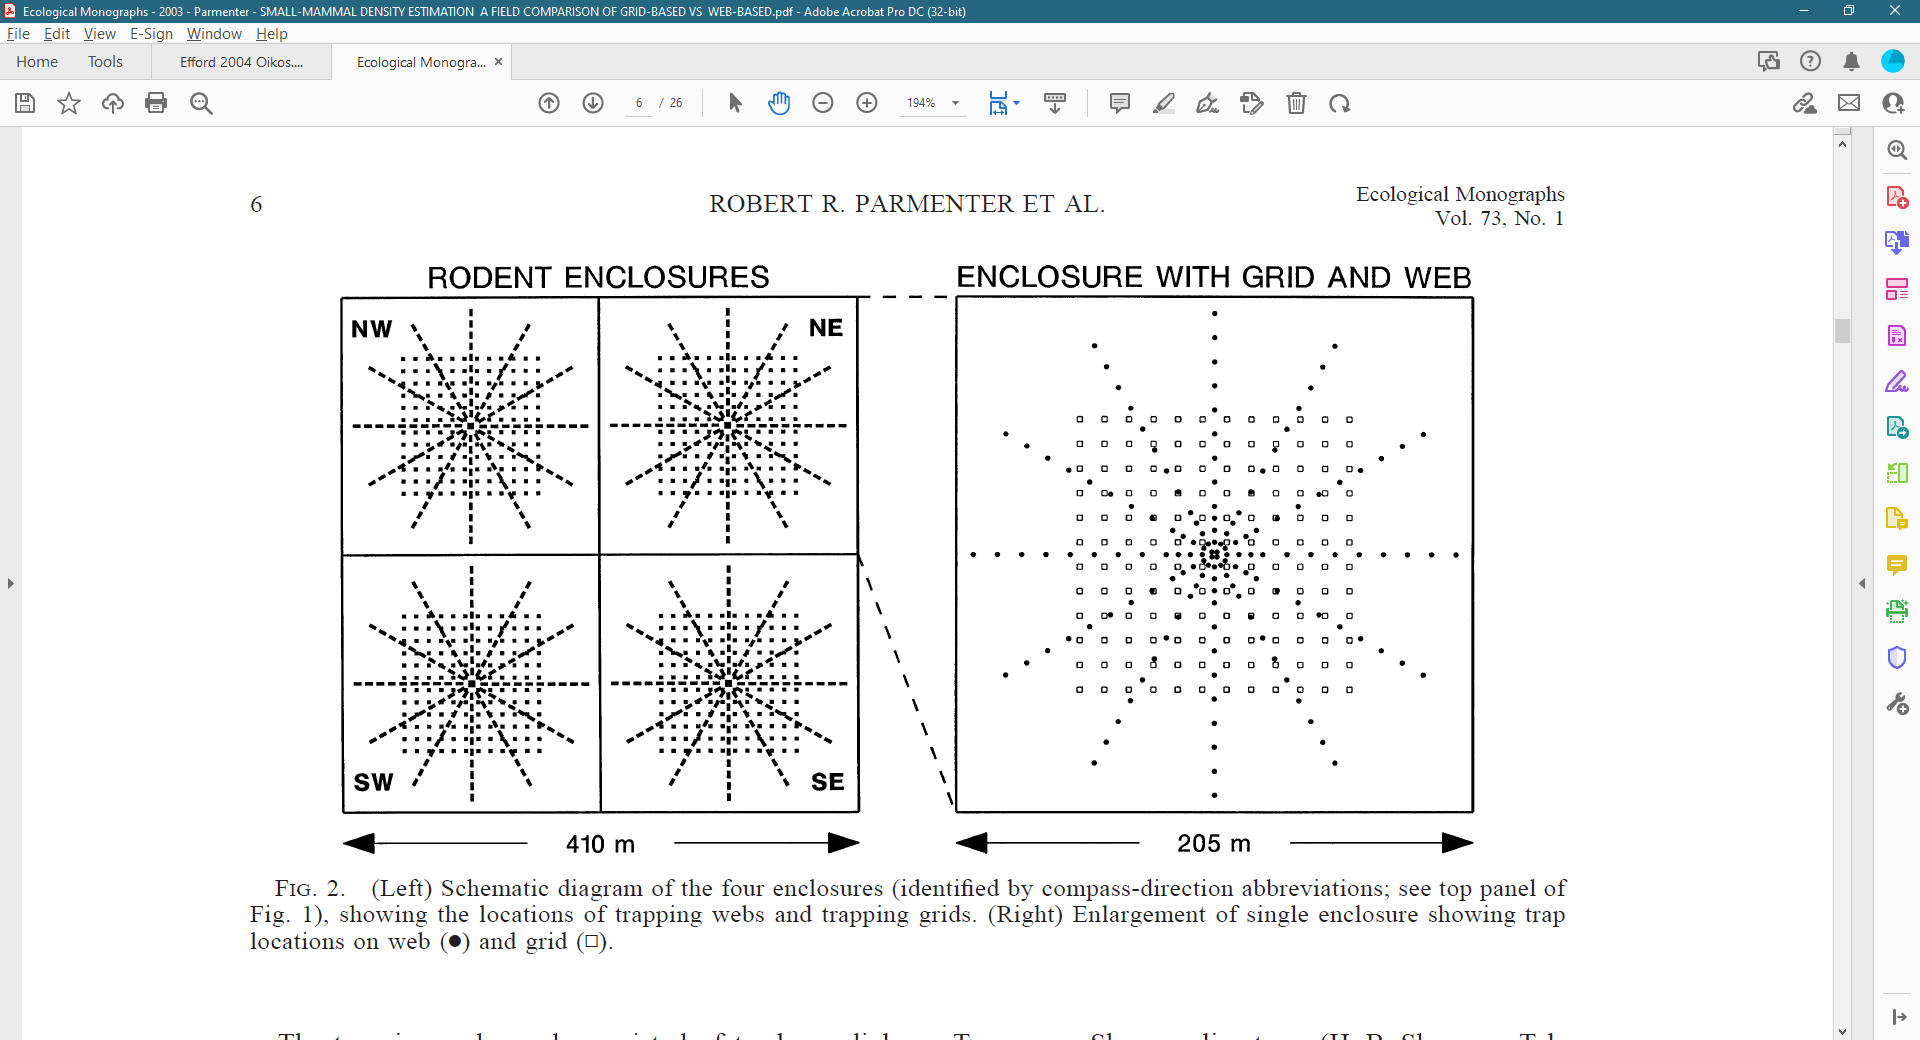 Ecological Monographs - 2003 - Parmenter - SMALL-MAMMAL DENSITY ESTIMATION  A FIELD COMPARISON OF GRID-BASED VS  WEB-BASED.pdf - Adobe Acrobat Pro DC (32-bit)
File Edit View E-Sign Window Help
Home Tools Efford 2004 Oikos.... Ecological Monogra... ×
6 / 26 194%
6 ROBERT R. PARMENTER ET AL. Ecological Monographs
Vol. 73, No. 1
RODENT ENCLOSURES ENCLOSURE WITH GRID AND WEB
NW NE
SW SE
410 m 205 m
FIG. 2. (Left) Schematic diagram of the four enclosures (identified by compass-direction abbreviations; see top panel of
Fig. 1), showing the locations of trapping webs and trapping grids. (Right) Enlargement of single enclosure showing trap
locations on web (●) and grid (□).